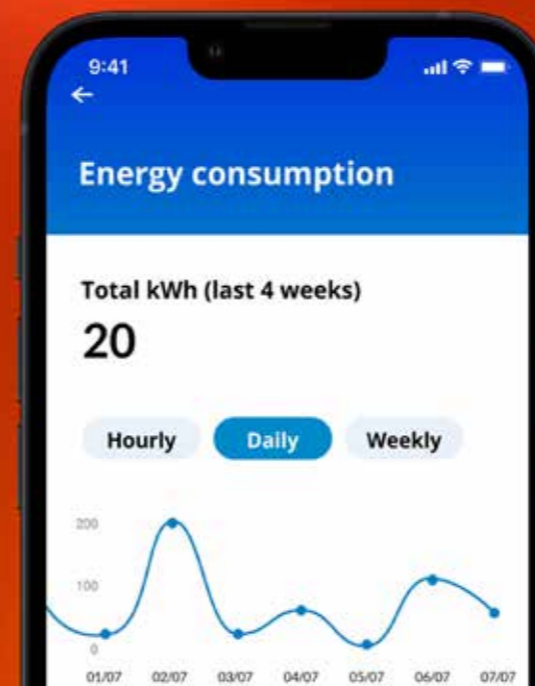 9:41
Energy consumption
Total kWh (last 4 weeks)
20
Hourly Daily Weekly
200
100
0
01/07 02/07 03/07 04/07 05/07 06/07 07/07